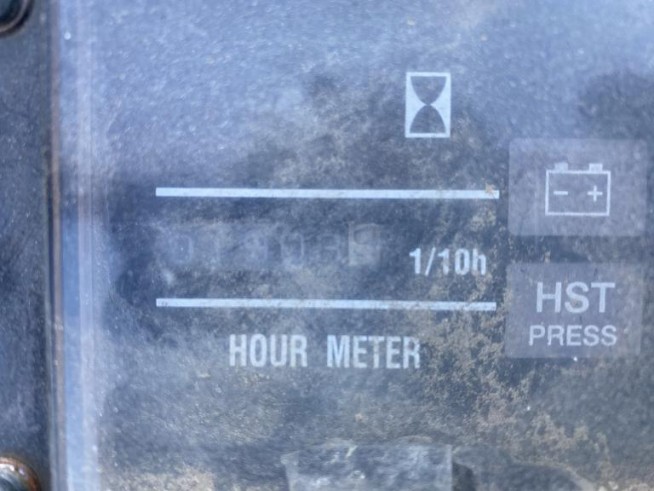 1/10h
HOUR METER
- +
HST
PRESS